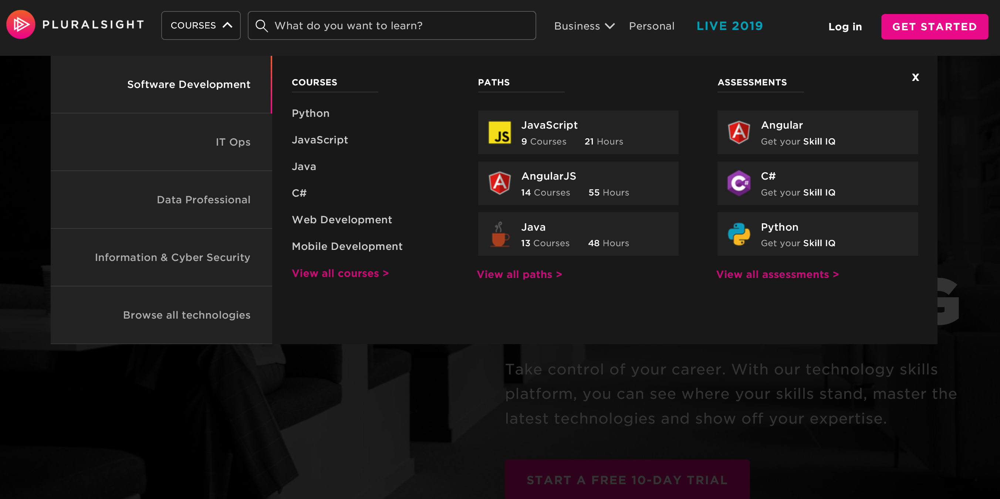 PLURALSIGHT
COURSES
What do you want to learn?
Business
Personal
LIVE 2019
Log in
GET STARTED
Software Development
IT Ops
Data Professional
Information & Cyber Security
Browse all technologies
COURSES
Python
JavaScript
Java
C#
Web Development
Mobile Development
View all courses >
PATHS
JS
JavaScript
9 Courses 21 Hours
A
AngularJS
14 Courses 55 Hours
Java
13 Courses 48 Hours
View all paths >
ASSESSMENTS
X
A
Angular
Get your Skill IQ
C#
C#
Get your Skill IQ
Python
Get your Skill IQ
View all assessments >
G
Take control of your career. With our technology skills
platform, you can see where your skills stand, master the
latest technologies and show off your expertise.
START A FREE 10-DAY TRIAL